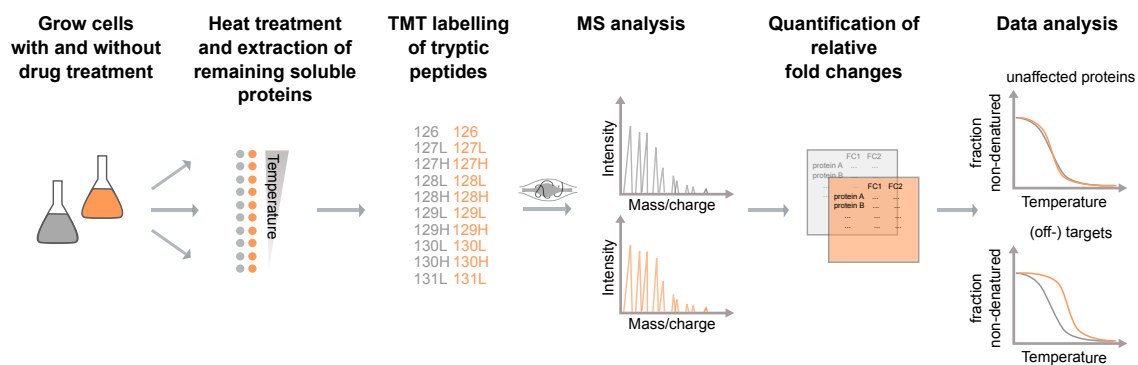 Grow cells
with and without
drug treatment
Heat treatment
and extraction of
remaining soluble
proteins
TMT labelling
of tryptic
peptides
MS analysis
Quantification of
relative
fold changes
Data analysis
Temperature
126 126
127L 127L
127H 127H
128L 128L
128H 128H
129L 129L
129H 129H
130L 130L
130H 130H
131L 131L
Intensity
Mass/charge
Intensity
Mass/charge
FC1 FC2
protein A ... ...
protein B ... ...
... ... ...
FC1 FC2
protein A ... ...
protein B ... ...
... ... ...
... ... ...
unaffected proteins
fraction
non-denatured
Temperature
(off-) targets
fraction
non-denatured
Temperature